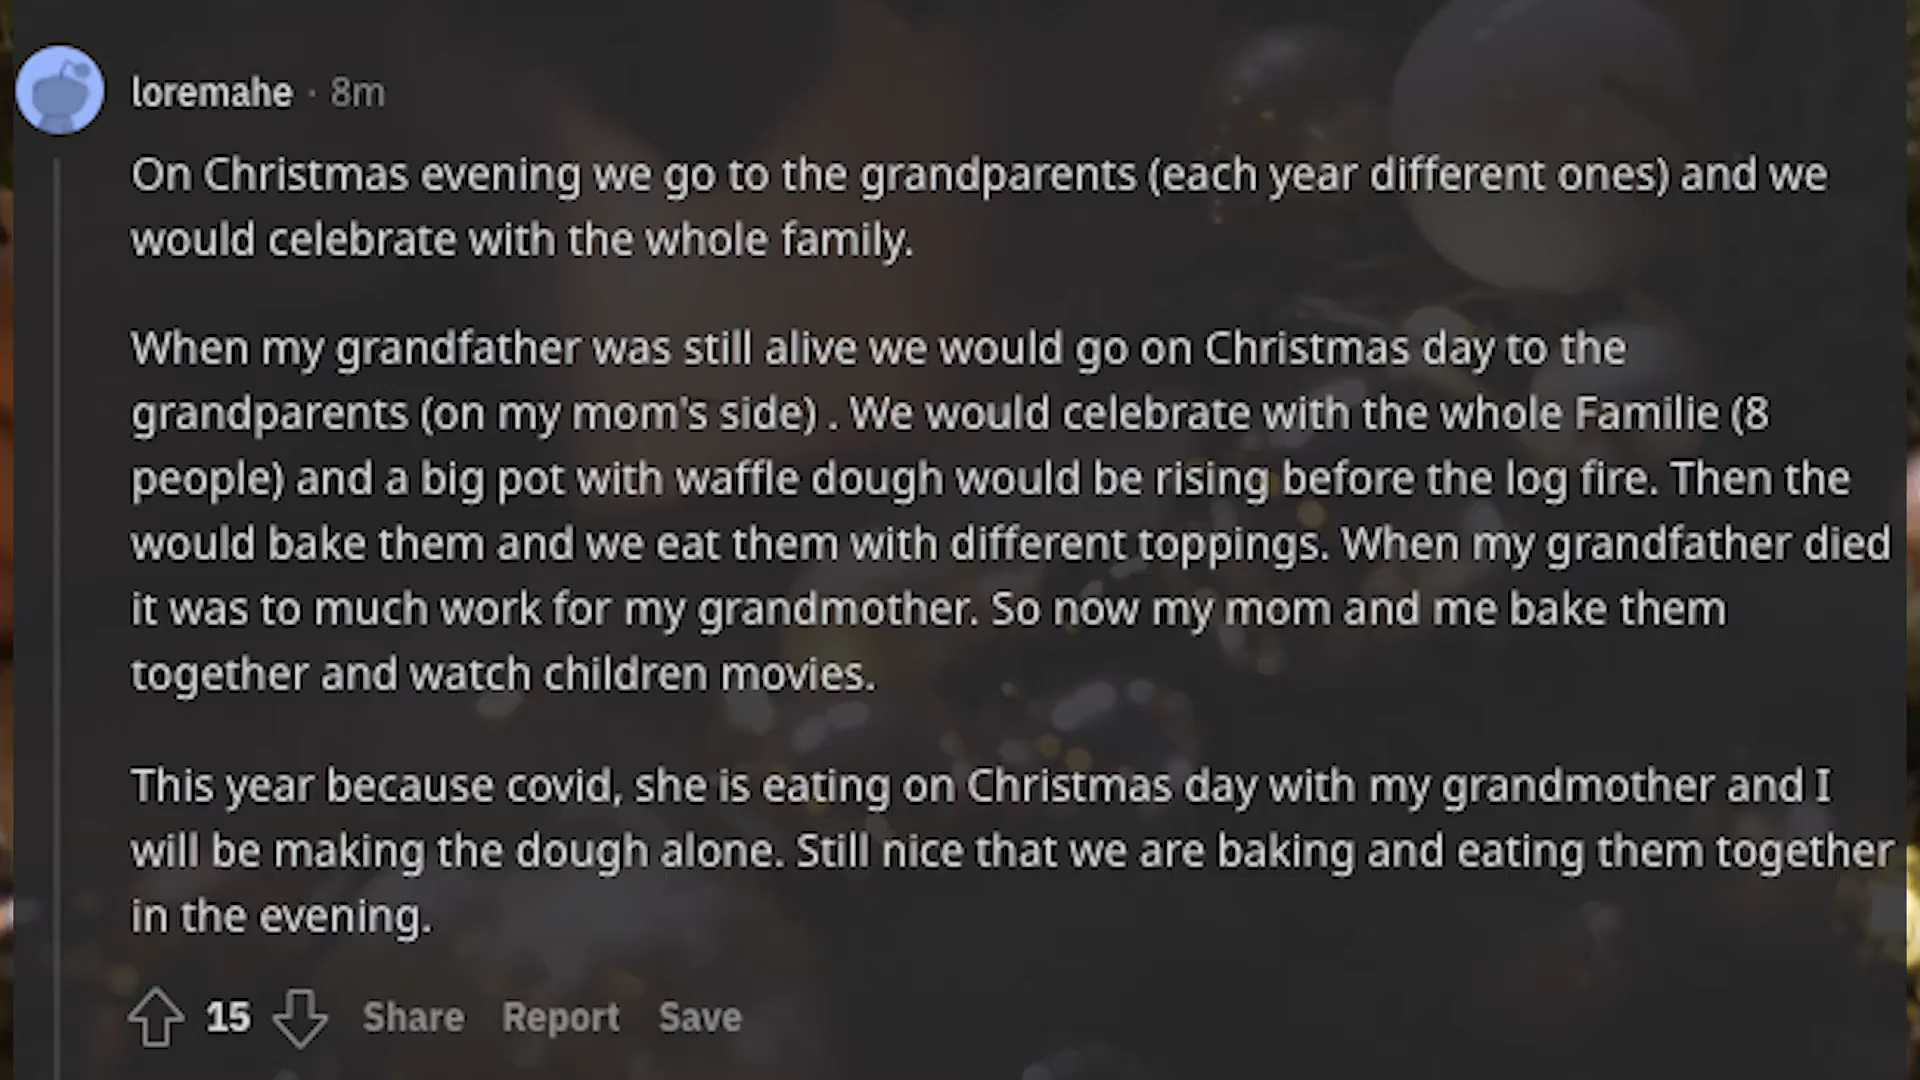 loremahe · 8m
On Christmas evening we go to the grandparents (each year different ones) and we
would celebrate with the whole family.
When my grandfather was still alive we would go on Christmas day to the
grandparents (on my mom's side) . We would celebrate with the whole Familie (8
people) and a big pot with waffle dough would be rising before the log fire. Then the
would bake them and we eat them with different toppings. When my grandfather died
it was to much work for my grandmother. So now my mom and me bake them
together and watch children movies.
This year because covid, she is eating on Christmas day with my grandmother and I
will be making the dough alone. Still nice that we are baking and eating them together
in the evening.
15 Share Report Save